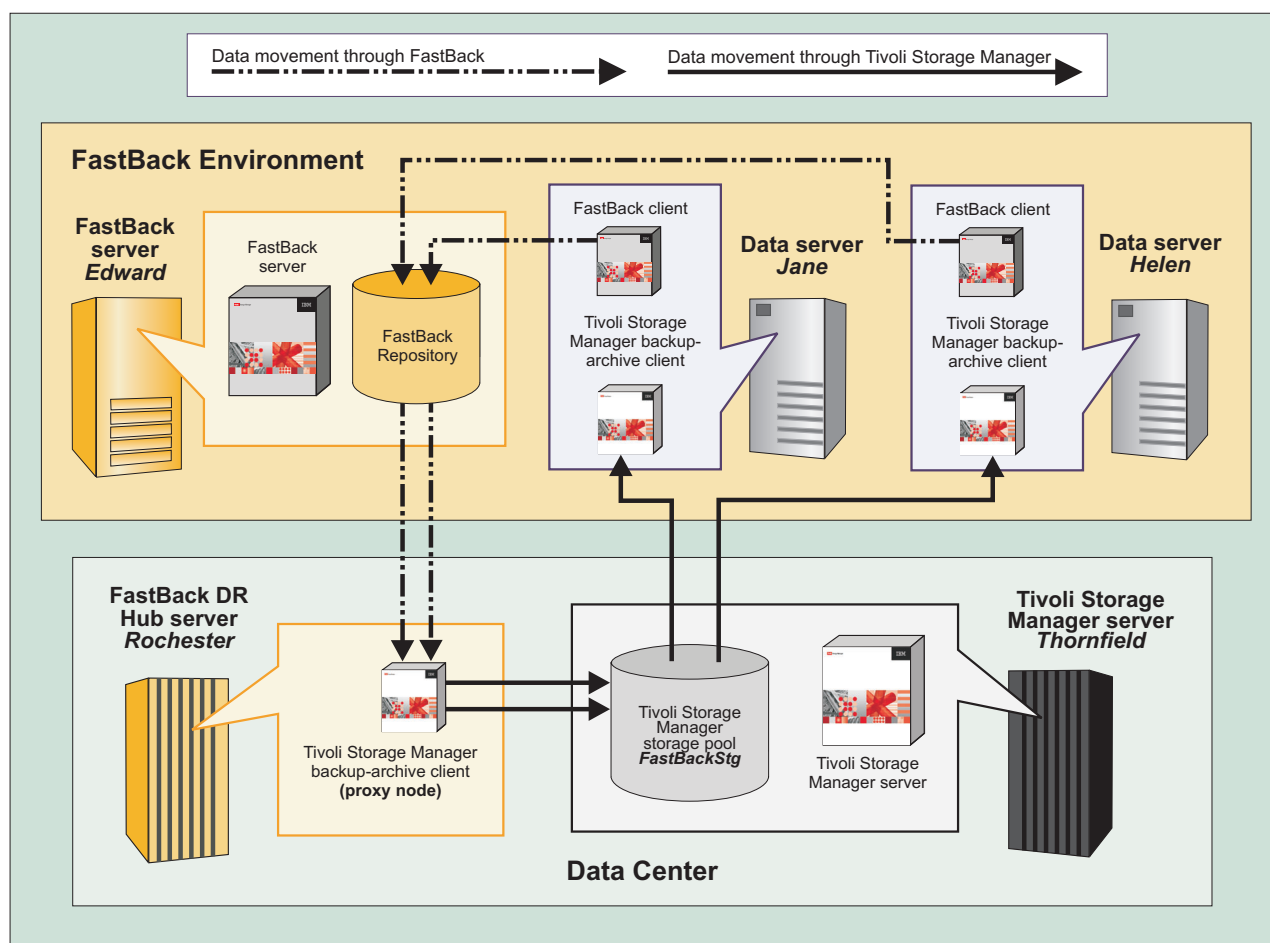 Data movement through FastBack
Data movement through Tivoli Storage Manager
FastBack Environment
FastBack
server
Edward
FastBack
server
FastBack
Repository
FastBack client
Tivoli Storage
Manager backup-
archive client
Data server
Jane
FastBack client
Tivoli Storage
Manager backup-
archive client
Data server
Helen
FastBack DR
Hub server
Rochester
Tivoli Storage Manager
backup-archive client
(proxy node)
Tivoli Storage
Manager
storage pool
FastBackStg
Tivoli Storage
Manager server
Tivoli Storage
Manager server
Thornfield
Data Center